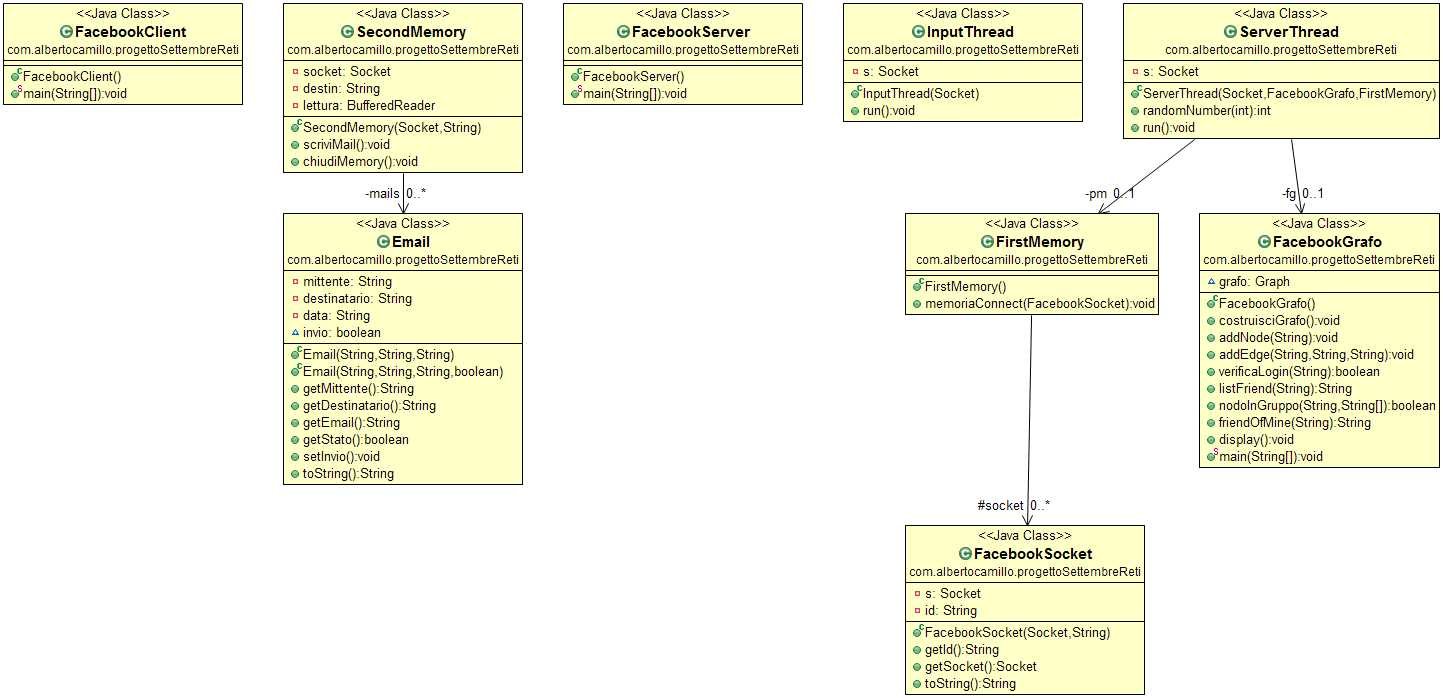 <<Java Class>>
FacebookClient
com.albertocamillo.progettoSettembreReti
FacebookClient()
main(String[]):void
<<Java Class>>
SecondMemory
com.albertocamillo.progettoSettembreReti
socket: Socket
destin: String
lettura: BufferedReader
SecondMemory(Socket,String)
scriviMail():void
chiudiMemory():void
<<Java Class>>
FacebookServer
com.albertocamillo.progettoSettembreReti
FacebookServer()
main(String[]):void
<<Java Class>>
InputThread
com.albertocamillo.progettoSettembreReti
s: Socket
InputThread(Socket)
run():void
<<Java Class>>
ServerThread
com.albertocamillo.progettoSettembreReti
s: Socket
ServerThread(Socket,FacebookGrafo,FirstMemory)
randomNumber(int):int
run():void
-mails 0..*
-pm 0..1
-fg 0..1
<<Java Class>>
Email
com.albertocamillo.progettoSettembreReti
mittente: String
destinatario: String
data: String
invio: boolean
Email(String,String,String)
Email(String,String,String,boolean)
getMittente():String
getDestinatario():String
getEmail():String
getStato():boolean
setInvio():void
toString():String
<<Java Class>>
FirstMemory
com.albertocamillo.progettoSettembreReti
FirstMemory()
memoriaConnect(FacebookSocket):void
<<Java Class>>
FacebookGrafo
com.albertocamillo.progettoSettembreReti
grafo: Graph
FacebookGrafo()
costruisciGrafo():void
addNode(String):void
addEdge(String,String,String):void
verificaLogin(String):boolean
listFriend(String):String
nodoInGruppo(String,String[]):boolean
friendOfMine(String):String
display():void
main(String[]):void
#socket 0..*
<<Java Class>>
FacebookSocket
com.albertocamillo.progettoSettembreReti
s: Socket
id: String
FacebookSocket(Socket,String)
getId():String
getSocket():Socket
toString():String